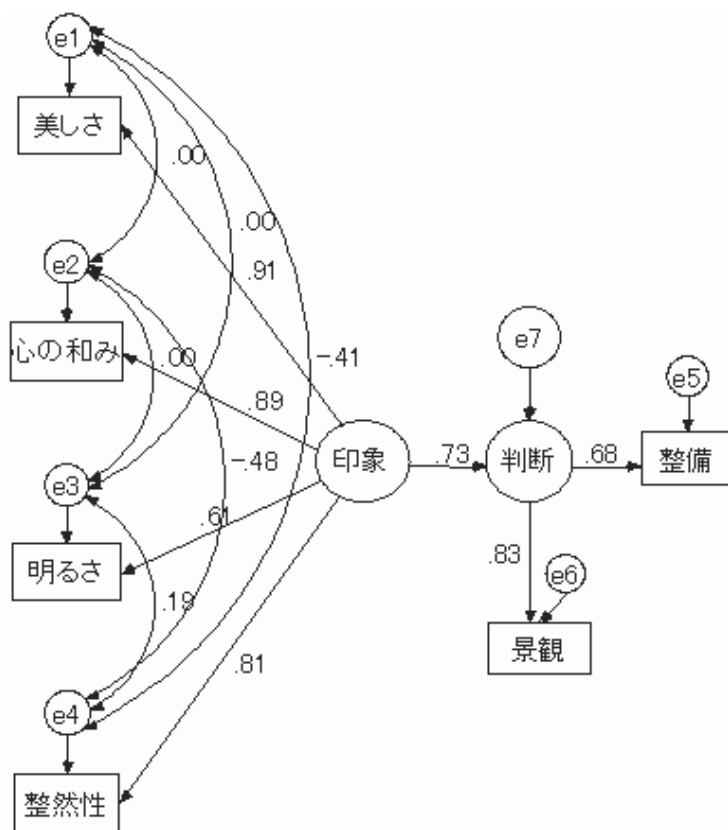 e1
美しさ
.00
.00
.91
e2
e7
心の和み
.00
-.41
e5
.89
印象
.73
判断
.68
整備
-.48
e3
.61
.83
e6
明るさ
.19
景観
.81
e4
整然性